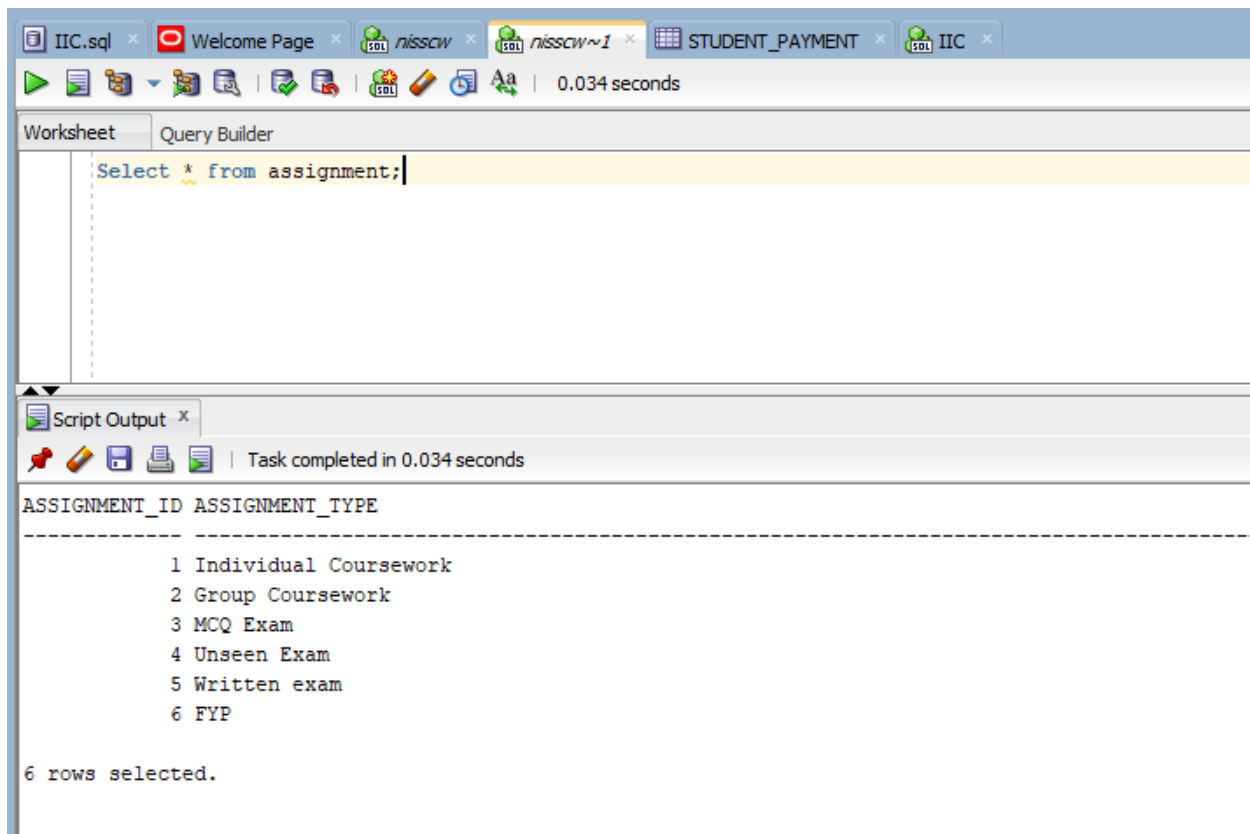 IIC.sql Welcome Page nisscw nisscw~1 STUDENT_PAYMENT IIC
0.034 seconds
Worksheet Query Builder
Select * from assignment;
Script Output
Task completed in 0.034 seconds
ASSIGNMENT_ID ASSIGNMENT_TYPE
------------- --------------------------------------------------------------------------------
1 Individual Coursework
2 Group Coursework
3 MCQ Exam
4 Unseen Exam
5 Written exam
6 FYP
6 rows selected.